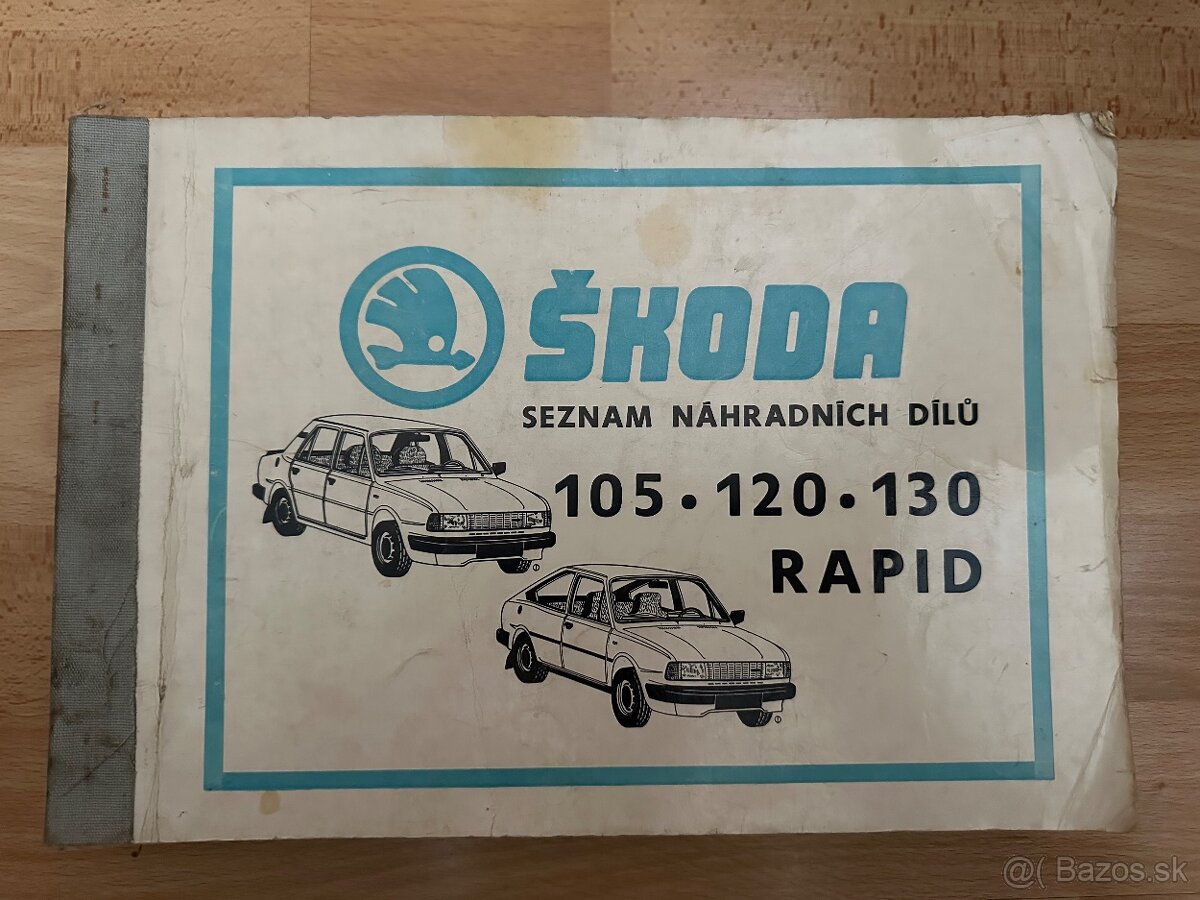 ŠKODA
SEZNAM NÁHRADNÍCH DÍLŮ
105 • 120 • 130
RAPID
@( Bazos.sk